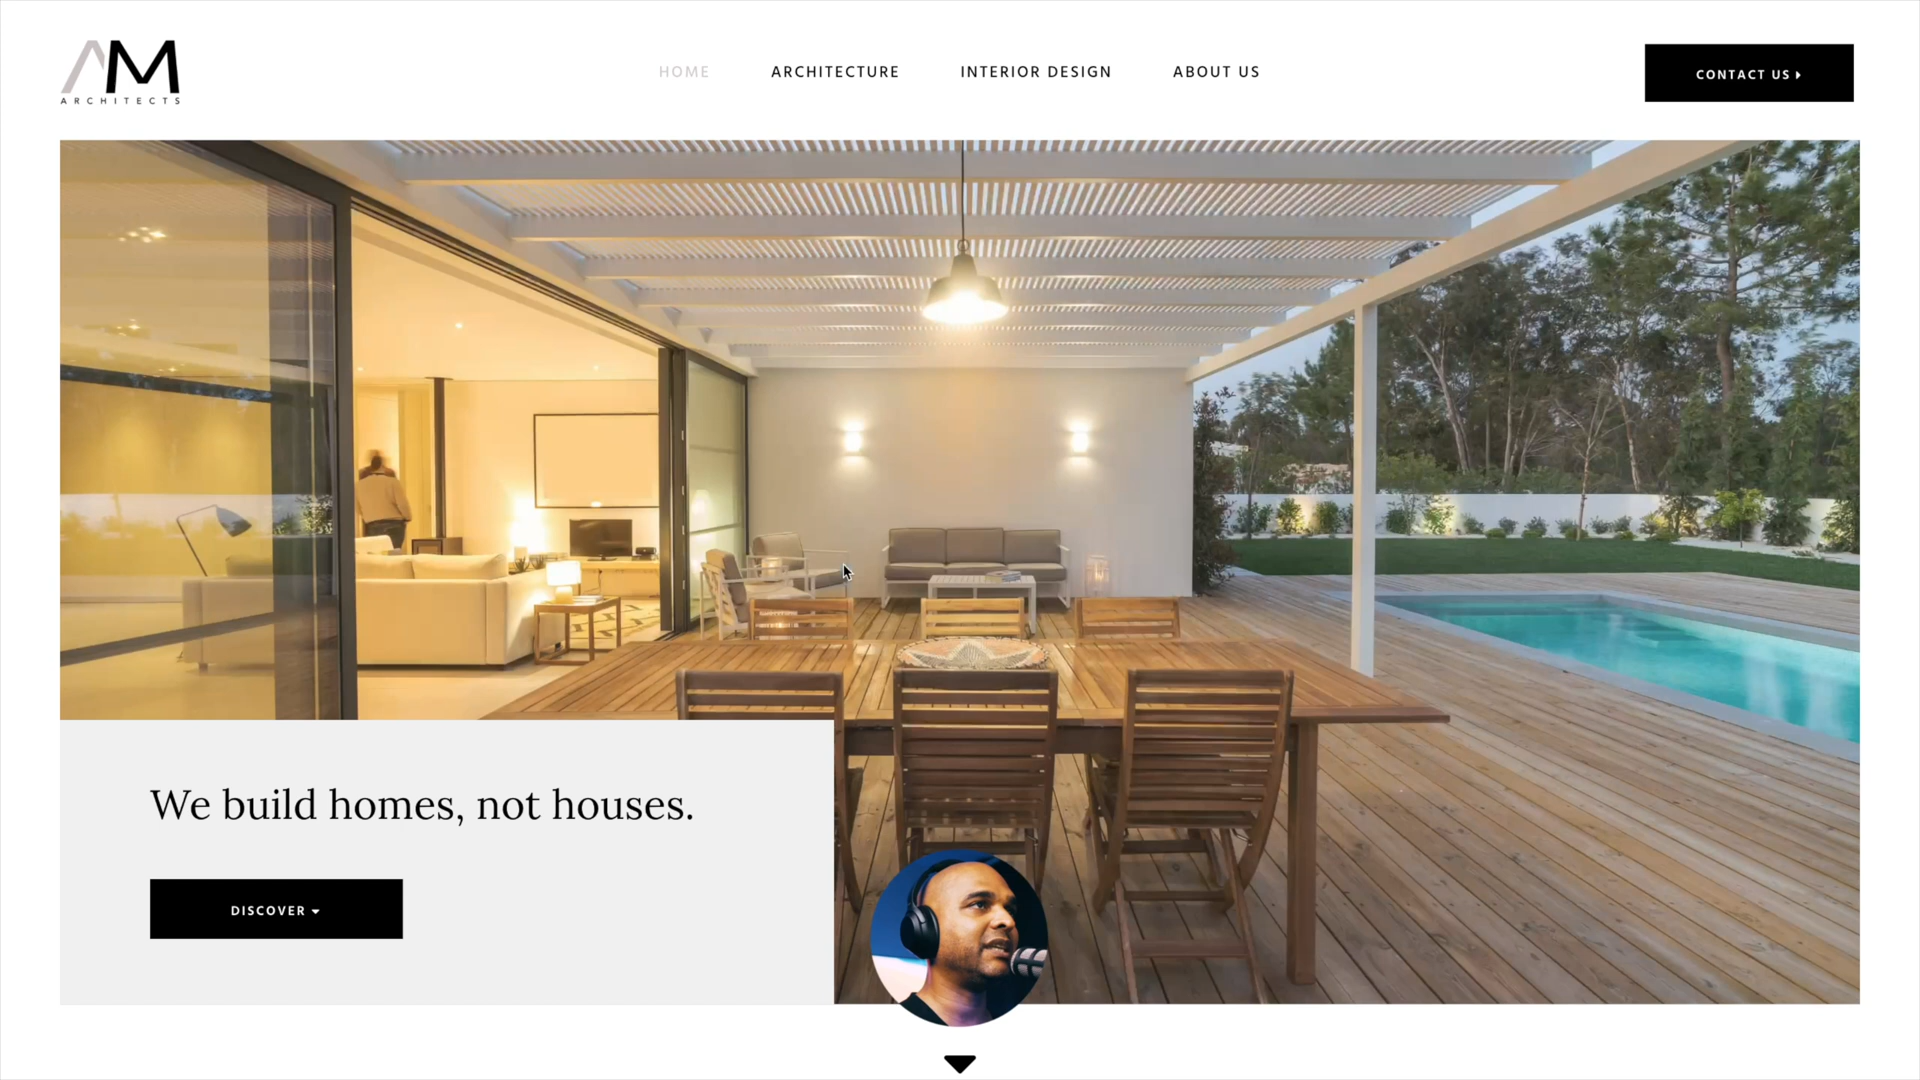 AM
ARCHITECTS
HOME
ARCHITECTURE
INTERIOR DESIGN
ABOUT US
CONTACT US
We build homes, not houses.
DISCOVER